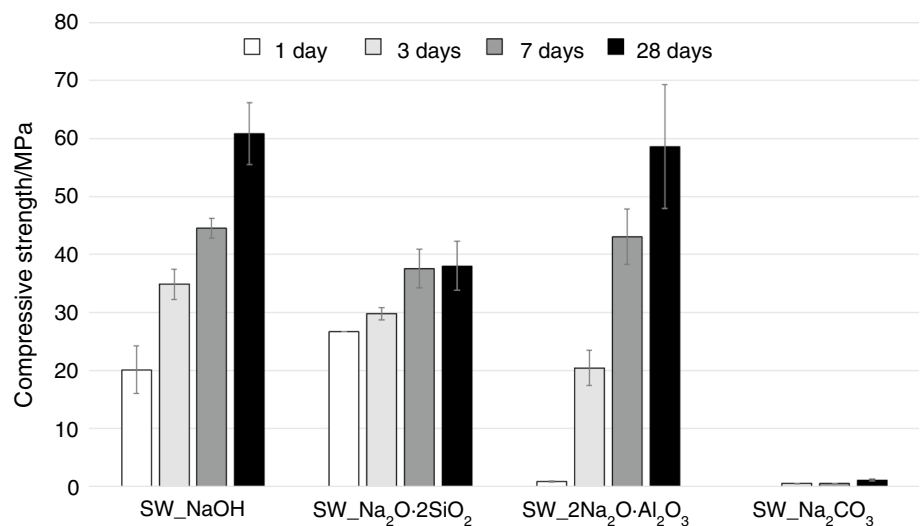 80
70
60
50
40
30
20
10
0
Compressive strength/MPa
1 day
3 days
7 days
28 days
SW_NaOH
SW_Na₂O·2SiO₂
SW_2Na₂O·Al₂O₃
SW_Na₂CO₃